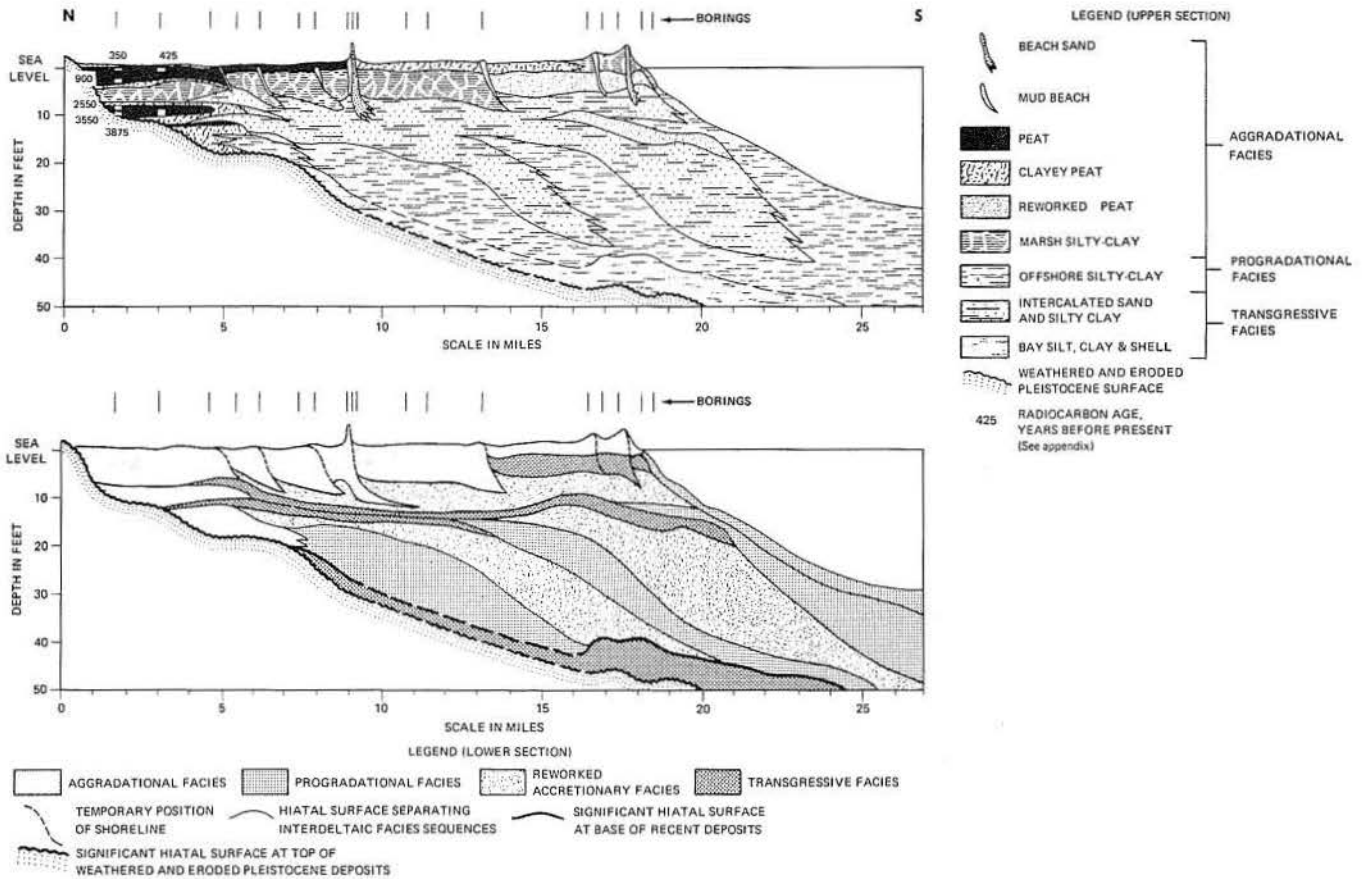 N
BORINGS
S
SEA
LEVEL
350
425
900
2550
3550
3875
10
20
30
40
50
DEPTH IN FEET
0
5
10
15
20
25
SCALE IN MILES
LEGEND (UPPER SECTION)
BEACH SAND
MUD BEACH
PEAT
CLAYEY PEAT
REWORKED PEAT
MARSH SILTY-CLAY
OFFSHORE SILTY-CLAY
INTERCALATED SAND
AND SILTY CLAY
BAY SILT, CLAY & SHELL
AGGRADATIONAL
FACIES
PROGRADATIONAL
FACIES
TRANSGRESSIVE
FACIES
WEATHERED AND ERODED
PLEISTOCENE SURFACE
425 RADIOCARBON AGE,
YEARS BEFORE PRESENT
(See appendix)
BORINGS
SEA
LEVEL
10
20
30
40
50
DEPTH IN FEET
0
5
10
15
20
25
SCALE IN MILES
LEGEND (LOWER SECTION)
AGGRADATIONAL FACIES
PROGRADATIONAL FACIES
REWORKED
ACCRETIONARY FACIES
TRANSGRESSIVE FACIES
TEMPORARY POSITION
OF SHORELINE
HIATAL SURFACE SEPARATING
INTERDELTAIC FACIES SEQUENCES
SIGNIFICANT HIATAL SURFACE
AT BASE OF RECENT DEPOSITS
SIGNIFICANT HIATAL SURFACE AT TOP OF
WEATHERED AND ERODED PLEISTOCENE DEPOSITS